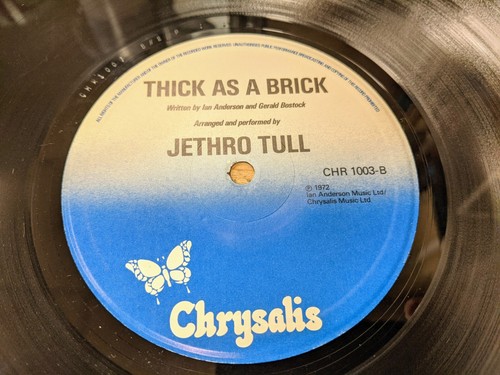 THICK AS A BRICK
Written by Ian Anderson and Gerald Bostock
Arranged and performed by
JETHRO TULL
CHR 1003-B
℗ 1972
Ian Anderson Music Ltd/
Chrysalis Music Ltd
Chrysalis